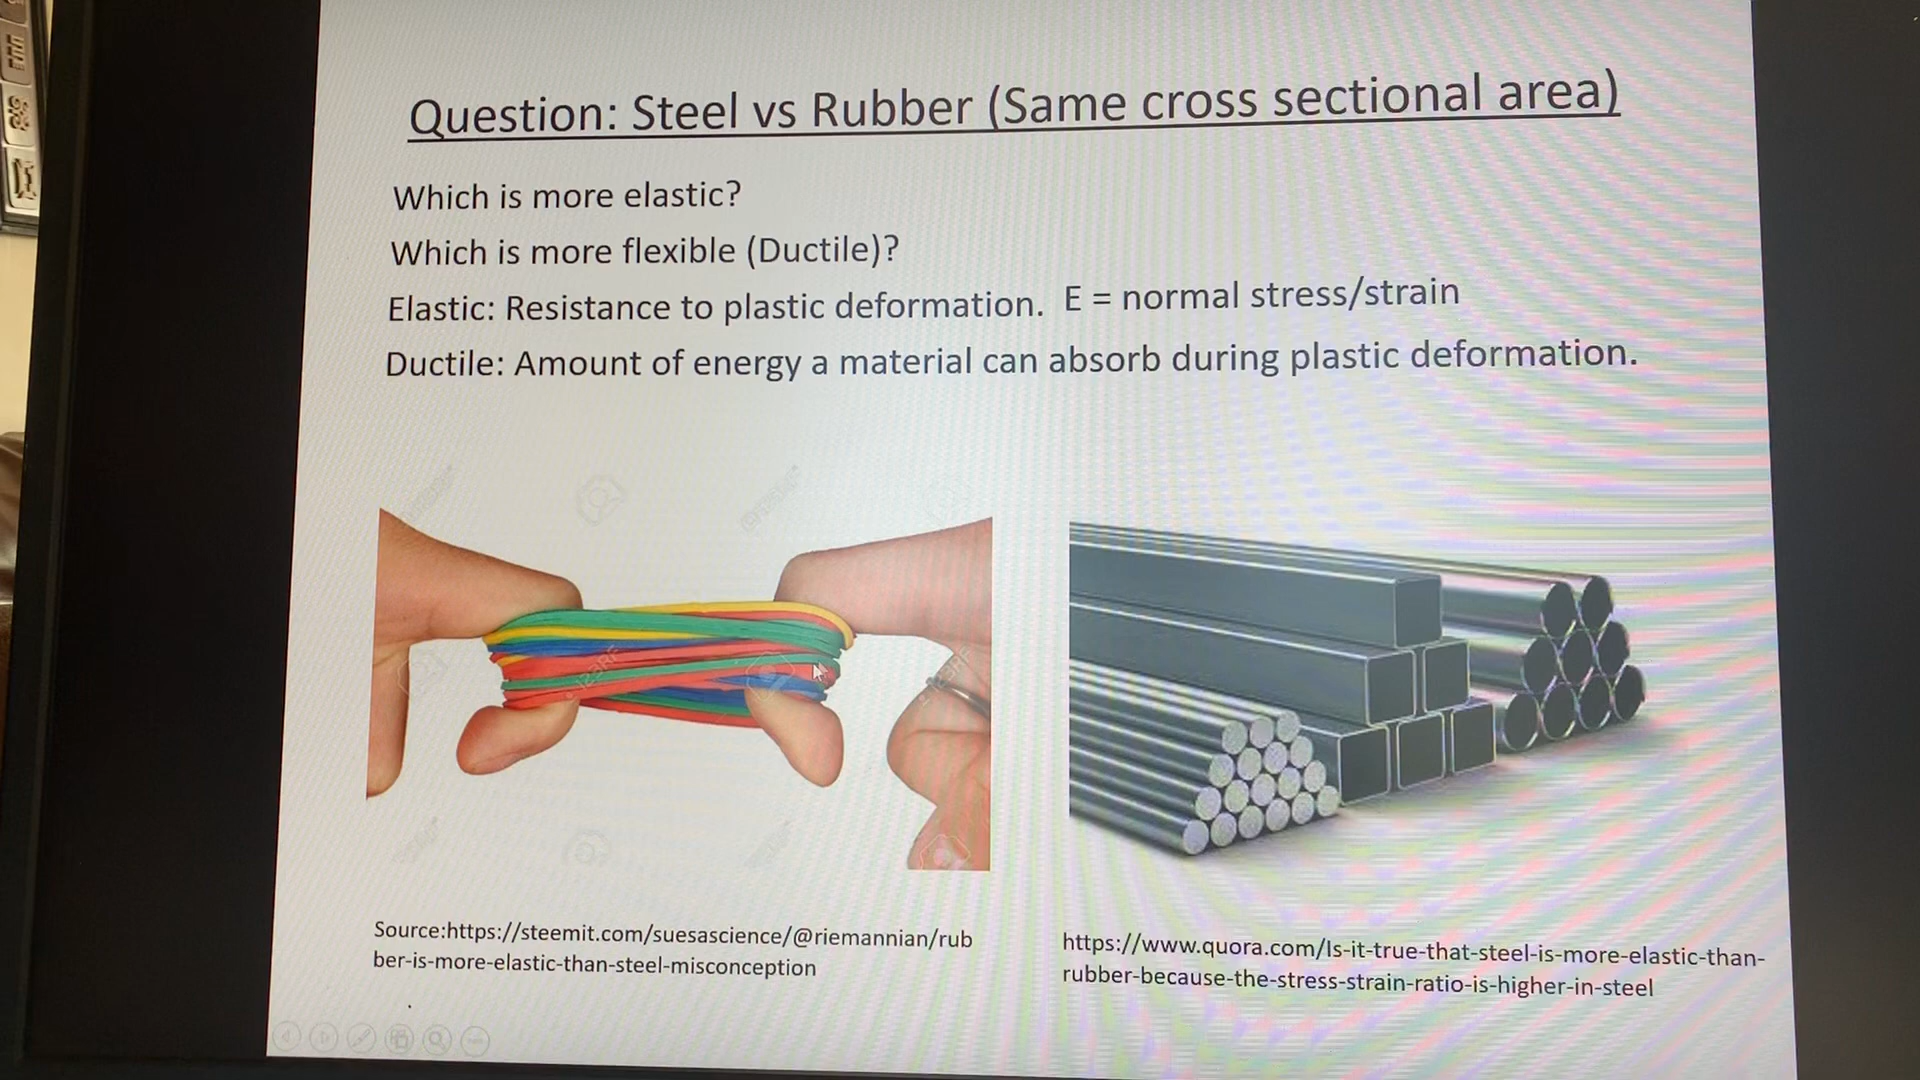 Question: Steel vs Rubber (Same cross sectional area)
Which is more elastic?
Which is more flexible (Ductile)?
Elastic: Resistance to plastic deformation. E = normal stress/strain
Ductile: Amount of energy a material can absorb during plastic deformation.
123RF
123RF
Source:https://steemit.com/suesascience/@riemannian/rub
ber-is-more-elastic-than-steel-misconception
https://www.quora.com/Is-it-true-that-steel-is-more-elastic-than-
rubber-because-the-stress-strain-ratio-is-higher-in-steel